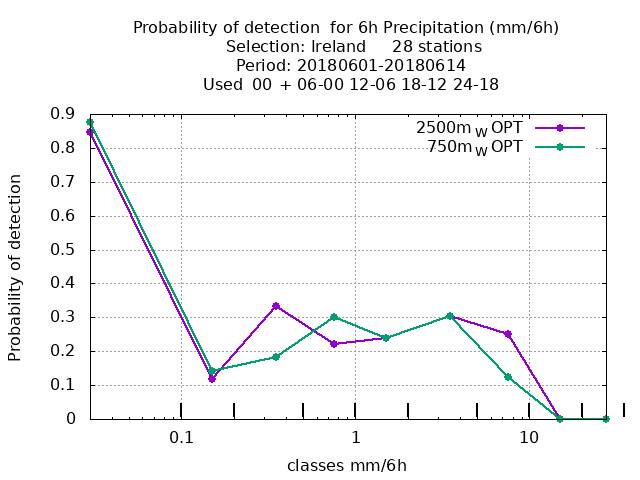 Probability of detection  for 6h Precipitation (mm/6h)
Selection: Ireland     28 stations
Period: 20180601-20180614
Used  00  + 06-00 12-06 18-12 24-18
2500m W OPT
750m W OPT
0.9
0.8
0.7
0.6
0.5
0.4
0.3
0.2
0.1
0
Probability of detection
0.1
1
10
classes mm/6h